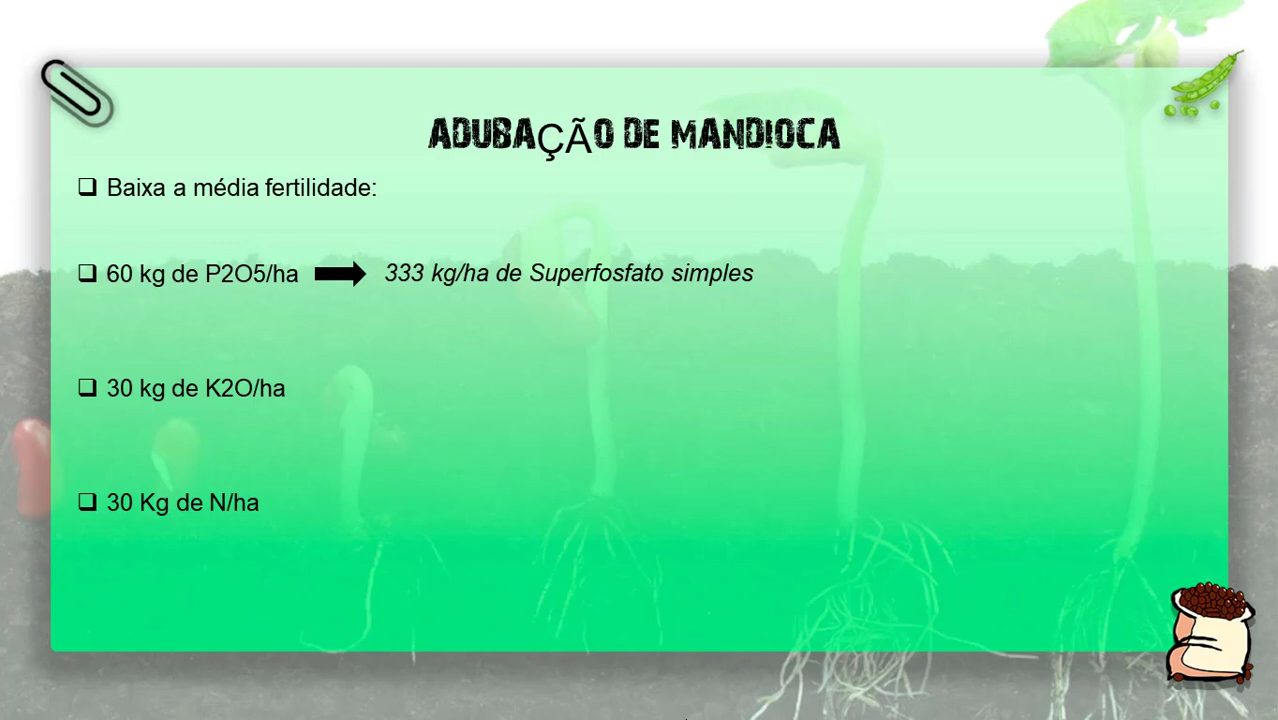 ADUBAÇÃO DE MANDIOCA
❑ Baixa a média fertilidade:
❑ 60 kg de P2O5/ha ➡ 333 kg/ha de Superfosfato simples
❑ 30 kg de K2O/ha
❑ 30 Kg de N/ha